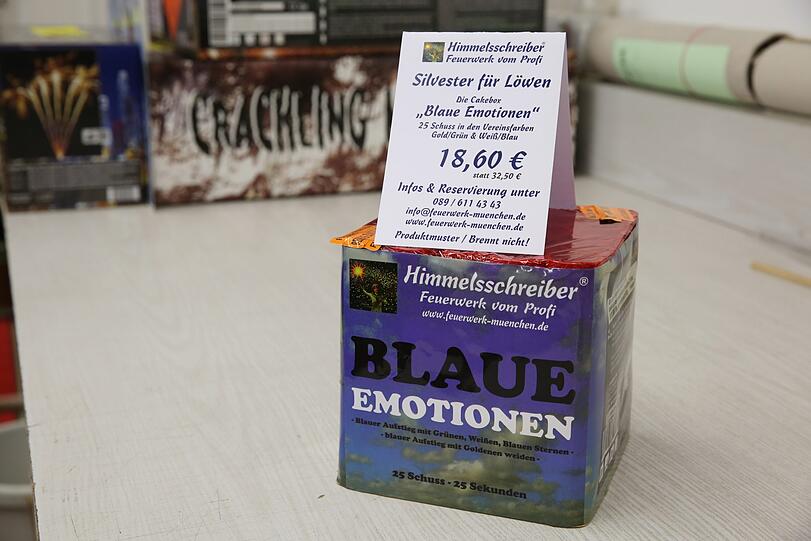 CRACKLING
Himmelsschreiber®
Feuerwerk vom Profi
Silvester für Löwen
Die Cakebox
„Blaue Emotionen“
25 Schuss in den Vereinsfarben
Gold/Grün & Weiß/Blau
18,60 €
statt 32,50 €
Infos & Reservierung unter
089 / 611 43 43
info@feuerwerk-muenchen.de
www.feuerwerk-muenchen.de
Produktmuster / Brennt nicht!
Himmelsschreiber®
Feuerwerk vom Profi
www.feuerwerk-muenchen.de
BLAUE
EMOTIONEN
- Blauer Aufstieg mit Grünen, Weißen, Blauen Sternen -
- blauer Aufstieg mit Goldenen weiden -
25 Schuss - 25 Sekunden